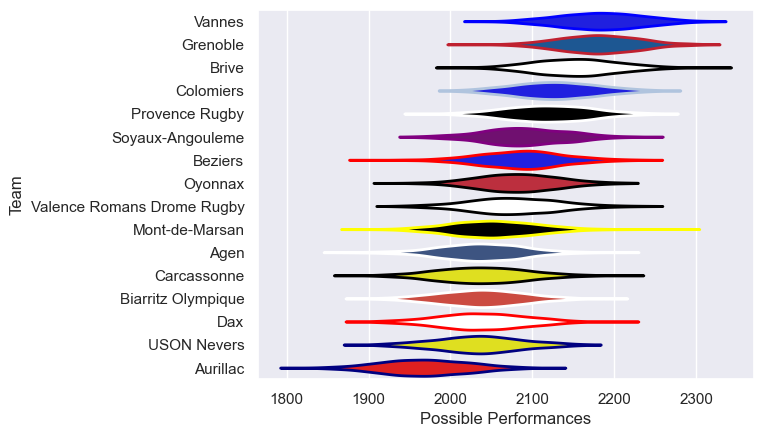 Vannes
Grenoble
Brive
Colomiers
Provence Rugby
Soyaux-Angouleme
Beziers
Oyonnax
Valence Romans Drome Rugby
Mont-de-Marsan
Agen
Carcassonne
Biarritz Olympique
Dax
USON Nevers
Aurillac
Team
1800 1900 2000 2100 2200 2300
Possible Performances